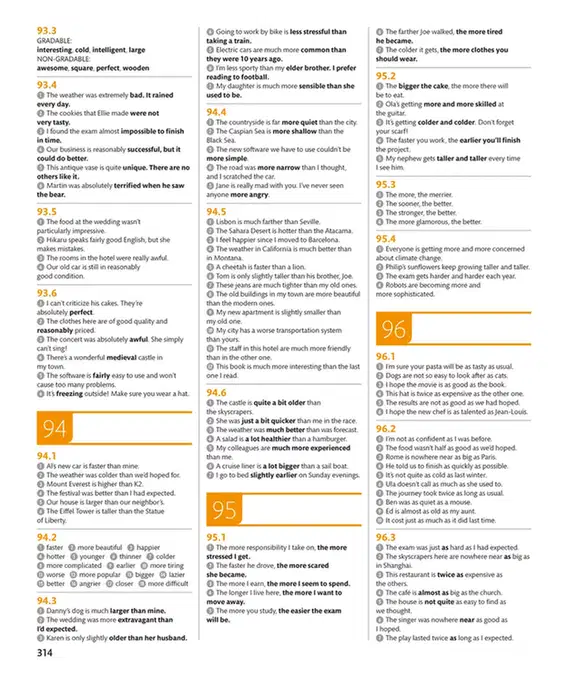 93.3
GRADABLE:
interesting, cold, intelligent, large
NON-GRADABLE:
awesome, square, perfect, wooden
93.4
1 The weather was extremely bad. It rained
every day.
2 The cookies that Ellie made were not
very tasty.
3 I found the exam almost impossible to finish
in time.
4 Our business is reasonably successful, but it
could do better.
5 This antique vase is quite unique. There are no
others like it.
6 Martin was absolutely terrified when he saw
the bear.
93.5
1 The food at the wedding wasn't
particularly impressive.
2 Hikaru speaks fairly good English, but she
makes mistakes.
3 The rooms in the hotel were really awful.
4 Our old car is still in reasonably
good condition.
93.6
1 I can't criticize his cakes. They're
absolutely perfect.
2 The clothes here are of good quality and
reasonably priced.
3 The concert was absolutely awful. She simply
can't sing!
4 There's a wonderful medieval castle in
my town.
5 The software is fairly easy to use and won't
cause too many problems.
6 It's freezing outside! Make sure you wear a hat.
94
94.1
1 Al's new car is faster than mine.
2 The weather was colder than we'd hoped for.
3 Mount Everest is higher than K2.
4 The festival was better than I had expected.
5 Our house is larger than our neighbor's.
6 The Eiffel Tower is taller than the Statue
of Liberty.
94.2
1 faster 2 more beautiful 3 happier
4 hotter 5 younger 6 thinner 7 colder
8 more complicated 9 earlier 10 more tiring
11 worse 12 more popular 13 bigger 14 lazier
15 better 16 angrier 17 closer 18 more difficult
94.3
1 Danny's dog is much larger than mine.
2 The wedding was more extravagant than
I'd expected.
3 Karen is only slightly older than her husband.
314
4 Going to work by bike is less stressful than
taking a train.
5 Electric cars are much more common than
they were 10 years ago.
6 I'm less sporty than my elder brother. I prefer
reading to football.
7 My daughter is much more sensible than she
used to be.
94.4
1 The countryside is far more quiet than the city.
2 The Caspian Sea is more shallow than the
Black Sea.
3 The new software we have to use couldn't be
more simple.
4 The road was more narrow than I thought,
and I scratched the car.
5 Jane is really mad with you. I've never seen
anyone more angry.
94.5
1 Lisbon is much farther than Seville.
2 The Sahara Desert is hotter than the Atacama.
3 I feel happier since I moved to Barcelona.
4 The weather in California is much better than
in Montana.
5 A cheetah is faster than a lion.
6 Tom is only slightly taller than his brother, Joe.
7 These jeans are much tighter than my old ones.
8 The old buildings in my town are more beautiful
than the modern ones.
9 My new apartment is slightly smaller than
my old one.
10 My city has a worse transportation system
than yours.
11 The staff in this hotel are much more friendly
than in the other one.
12 This book is much more interesting than the last
one I read.
94.6
1 The castle is quite a bit older than
the skyscrapers.
2 She was just a bit quicker than me in the race.
3 The weather was much better than was forecast.
4 A salad is a lot healthier than a hamburger.
5 My colleagues are much more experienced
than me.
6 A cruise liner is a lot bigger than a sail boat.
7 I go to bed slightly earlier on Sunday evenings.
95
95.1
1 The more responsibility I take on, the more
stressed I get.
2 The faster he drove, the more scared
she became.
3 The more I earn, the more I seem to spend.
4 The longer I live here, the more I want to
move away.
5 The more you study, the easier the exam
will be.
6 The farther Joe walked, the more tired
he became.
7 The colder it gets, the more clothes you
should wear.
95.2
1 The bigger the cake, the more there will
be to eat.
2 Ola's getting more and more skilled at
the guitar.
3 It's getting colder and colder. Don't forget
your scarf!
4 The faster you work, the earlier you'll finish
the project.
5 My nephew gets taller and taller every time
I see him.
95.3
1 The more, the merrier.
2 The sooner, the better.
3 The stronger, the better.
4 The more glamorous, the better.
95.4
1 Everyone is getting more and more concerned
about climate change.
2 Philip's sunflowers keep growing taller and taller.
3 The exam gets harder and harder each year.
4 Robots are becoming more and
more sophisticated.
96
96.1
1 I'm sure your pasta will be as tasty as usual.
2 Dogs are not so easy to look after as cats.
3 I hope the movie is as good as the book.
4 This hat is twice as expensive as the other one.
5 The results are not as good as we had hoped.
6 I hope the new chef is as talented as Jean-Louis.
96.2
1 I'm not as confident as I was before.
2 The food wasn't half as good as we'd hoped.
3 Rome is nowhere near as big as Paris.
4 He told us to finish as quickly as possible.
5 It's not quite as cold as last winter.
6 Ula doesn't call as much as she used to.
7 The journey took twice as long as usual.
8 Ben was as quiet as a mouse.
9 Ed is almost as old as my aunt.
10 It cost just as much as it did last time.
96.3
1 The exam was just as hard as I had expected.
2 The skyscrapers here are nowhere near as big as
in Shanghai.
3 This restaurant is twice as expensive as
the others.
4 The café is almost as big as the church.
5 The house is not quite as easy to find as
we thought.
6 The singer was nowhere near as good as
I hoped.
7 The play lasted twice as long as I expected.